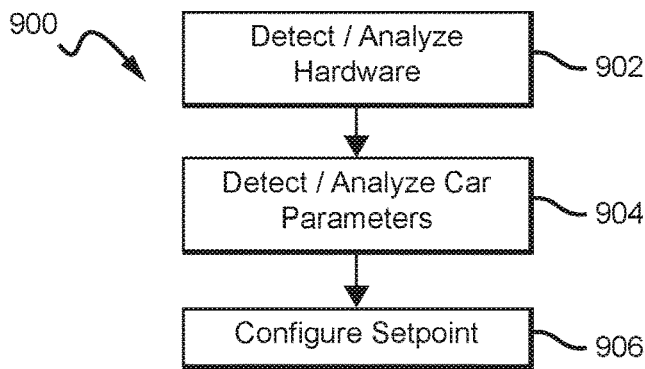 900
Detect / Analyze
Hardware
902
Detect / Analyze Car
Parameters
904
Configure Setpoint
906